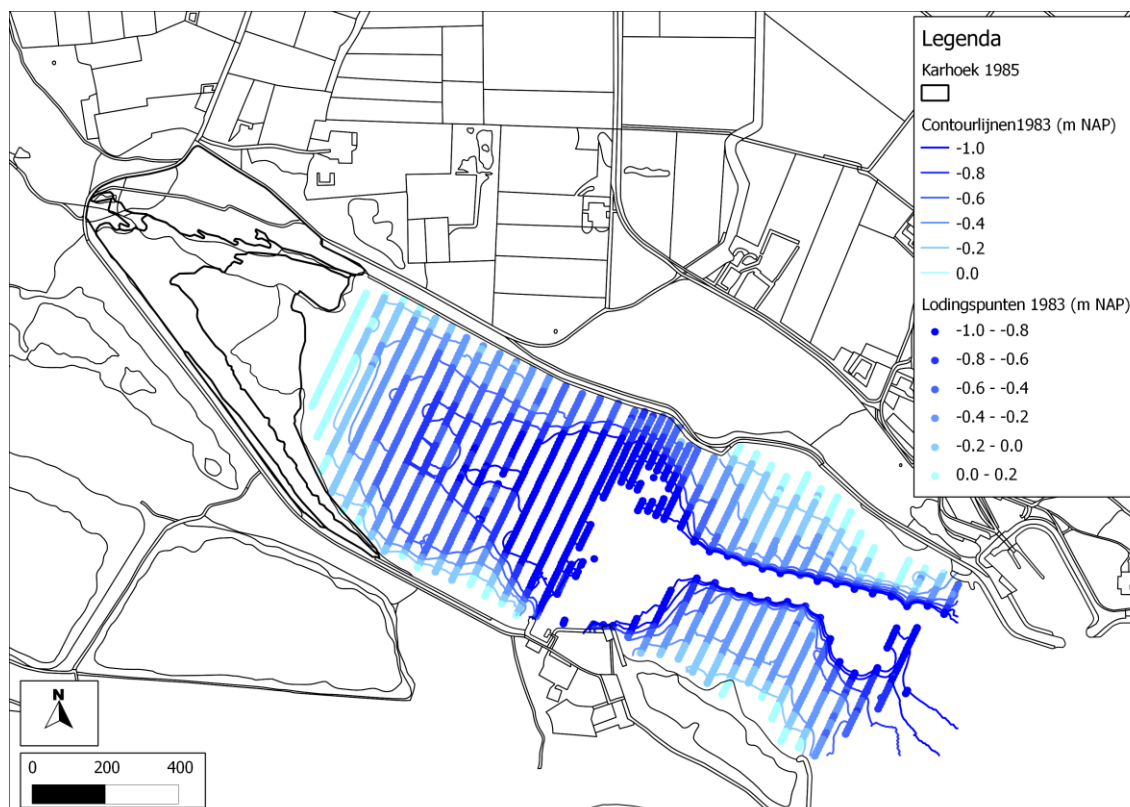 Legenda
Karhoek 1985
Contourlijnen1983 (m NAP)
-1.0
-0.8
-0.6
-0.4
-0.2
0.0
Lodingspunten 1983 (m NAP)
-1.0 - -0.8
-0.8 - -0.6
-0.6 - -0.4
-0.4 - -0.2
-0.2 - 0.0
0.0 - 0.2
N
0 200 400